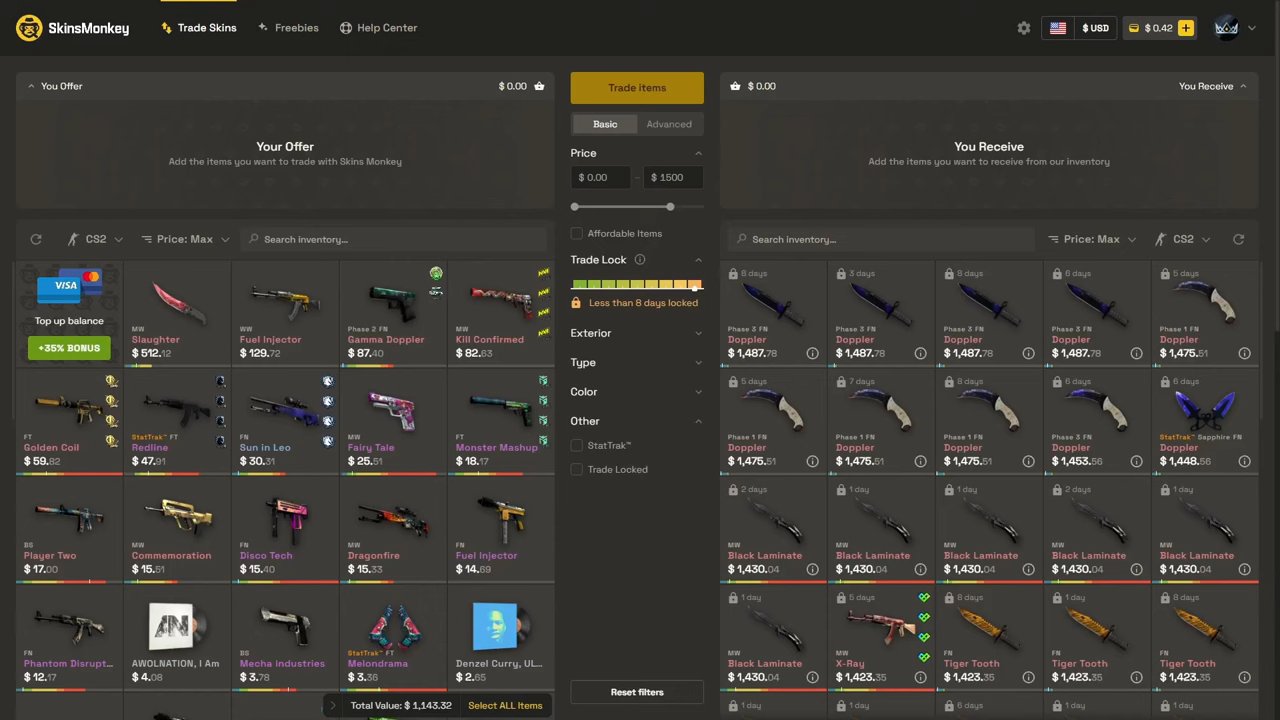 SkinsMonkey
Trade Skins
Freebies
Help Center
$ USD
$ 0.42
You Offer
$ 0.00
Your Offer
Add the items you want to trade with Skins Monkey
Trade items
Basic
Advanced
Price
$ 0.00 - $ 1500
Affordable Items
Trade Lock
Less than 8 days locked
Exterior
Type
Color
Other
StatTrak™
Trade Locked
Reset filters
$ 0.00
You Receive
You Receive
Add the items you want to receive from our inventory
CS2
Price: Max
Search inventory...
VISA
Top up balance
+35% BONUS
MW
Slaughter
$ 512.12
WW
Fuel Injector
$ 129.72
Phase 2 FN
Gamma Doppler
$ 87.40
MW
Kill Confirmed
$ 82.63
FT
Golden Coil
$ 59.82
StatTrak™ FT
Redline
$ 47.91
FN
Sun in Leo
$ 30.31
MW
Fairy Tale
$ 25.51
FT
Monster Mashup
$ 18.17
BS
Player Two
$ 17.00
MW
Commemoration
$ 15.51
FN
Disco Tech
$ 15.40
MW
Dragonfire
$ 15.33
FN
Fuel Injector
$ 14.69
FN
Phantom Disrupt...
$ 12.17
AWOLNATION, I Am
$ 4.08
BS
Mecha Industries
$ 3.78
StatTrak™ FT
Melondrama
$ 3.36
Denzel Curry, UL...
$ 2.65
Total Value: $ 1,143.32
Select ALL Items
Search inventory...
Price: Max
CS2
8 days
Phase 3 FN
Doppler
$ 1,487.78
3 days
Phase 3 FN
Doppler
$ 1,487.78
8 days
Phase 3 FN
Doppler
$ 1,487.78
6 days
Phase 3 FN
Doppler
$ 1,487.78
5 days
Phase 1 FN
Doppler
$ 1,475.51
5 days
Phase 1 FN
Doppler
$ 1,475.51
7 days
Phase 1 FN
Doppler
$ 1,475.51
8 days
Phase 1 FN
Doppler
$ 1,475.51
6 days
Phase 3 FN
Doppler
$ 1,453.56
6 days
StatTrak™ Sapphire FN
Doppler
$ 1,448.56
2 days
MW
Black Laminate
$ 1,430.04
1 day
MW
Black Laminate
$ 1,430.04
1 day
MW
Black Laminate
$ 1,430.04
2 days
MW
Black Laminate
$ 1,430.04
1 day
MW
Black Laminate
$ 1,430.04
1 day
MW
Black Laminate
$ 1,430.04
5 days
MW
X-Ray
$ 1,423.35
8 days
FN
Tiger Tooth
$ 1,423.35
1 day
FN
Tiger Tooth
$ 1,423.35
8 days
FN
Tiger Tooth
$ 1,423.35
1 day
1 day
6 days
1 day
1 day